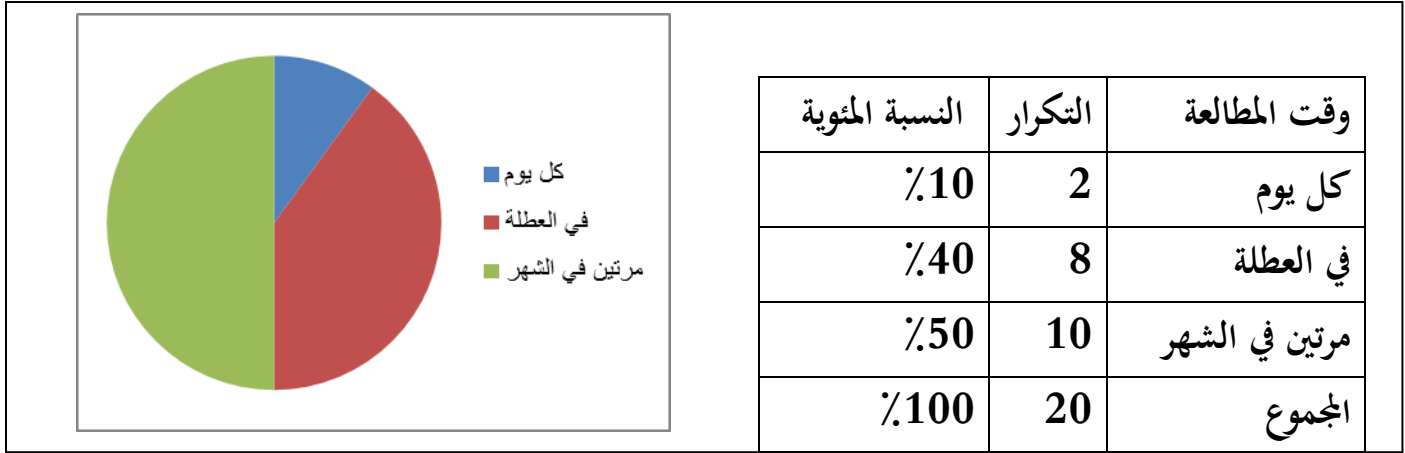 وقت المطالعة التكرار النسبة المئوية
كل يوم 2 10٪
في العطلة 8 40٪
مرتين في الشهر 10 50٪
المجموع 20 100٪
كل يوم
في العطلة
مرتين في الشهر